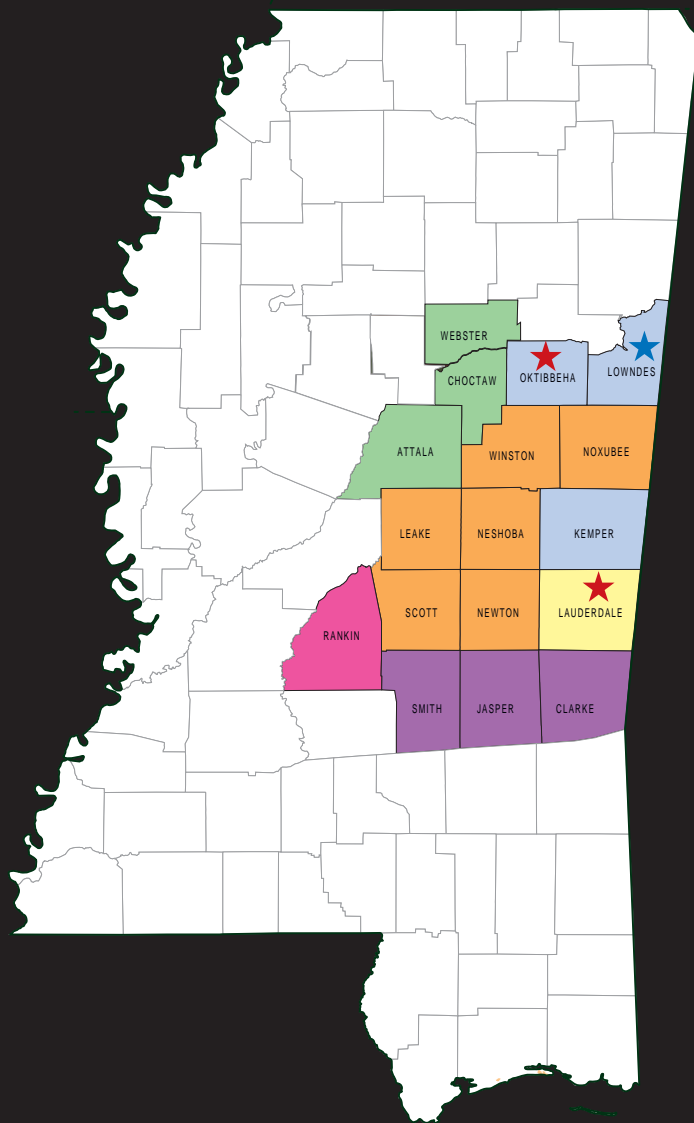 WEBSTER
OKTIBBEHA
LOWNDES
CHOCTAW
ATTALA
WINSTON
NOXUBEE
LEAKE
NESHOBA
KEMPER
SCOTT
NEWTON
LAUDERDALE
RANKIN
SMITH
JASPER
CLARKE